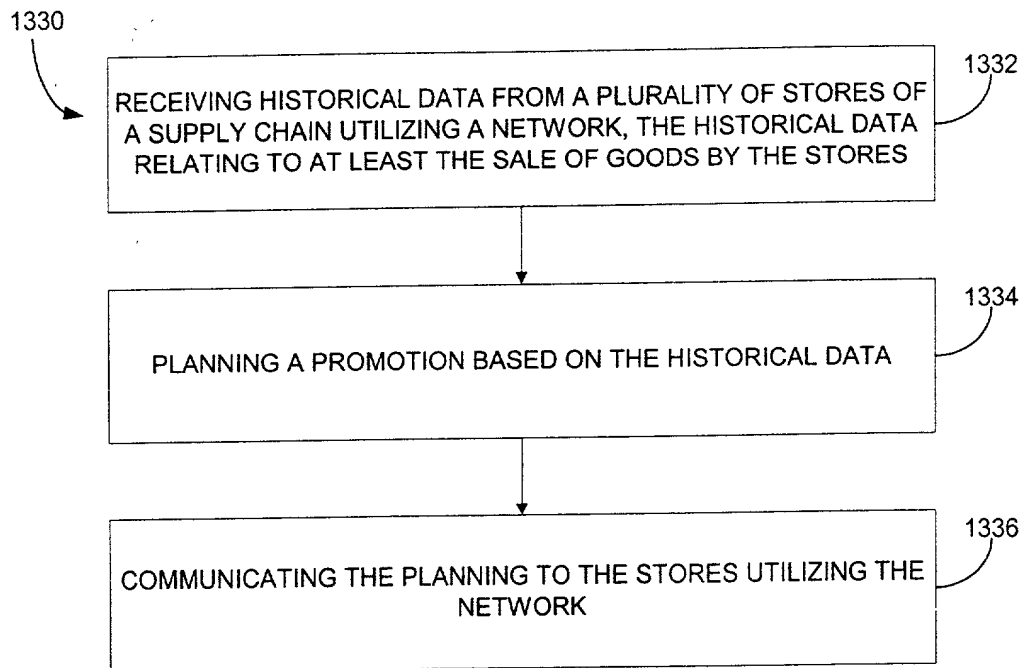 1330
1332
RECEIVING HISTORICAL DATA FROM A PLURALITY OF STORES OF
A SUPPLY CHAIN UTILIZING A NETWORK, THE HISTORICAL DATA
RELATING TO AT LEAST THE SALE OF GOODS BY THE STORES
1334
PLANNING A PROMOTION BASED ON THE HISTORICAL DATA
1336
COMMUNICATING THE PLANNING TO THE STORES UTILIZING THE
NETWORK